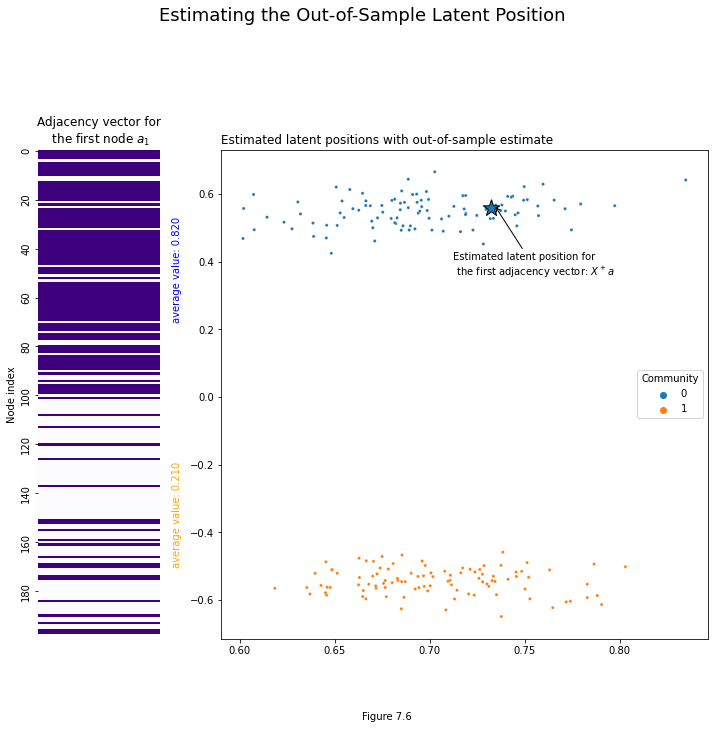 Estimating the Out-of-Sample Latent Position
Adjacency vector for
the first node a₁
Node index
0
20
40
60
80
100
120
140
160
180
average value: 0.820
average value: 0.210
Estimated latent positions with out-of-sample estimate
0.6
0.4
0.2
0.0
−0.2
−0.4
−0.6
0.60
0.65
0.70
0.75
0.80
Estimated latent position for
the first adjacency vector: X⁺a
Community
0
1
Figure 7.6